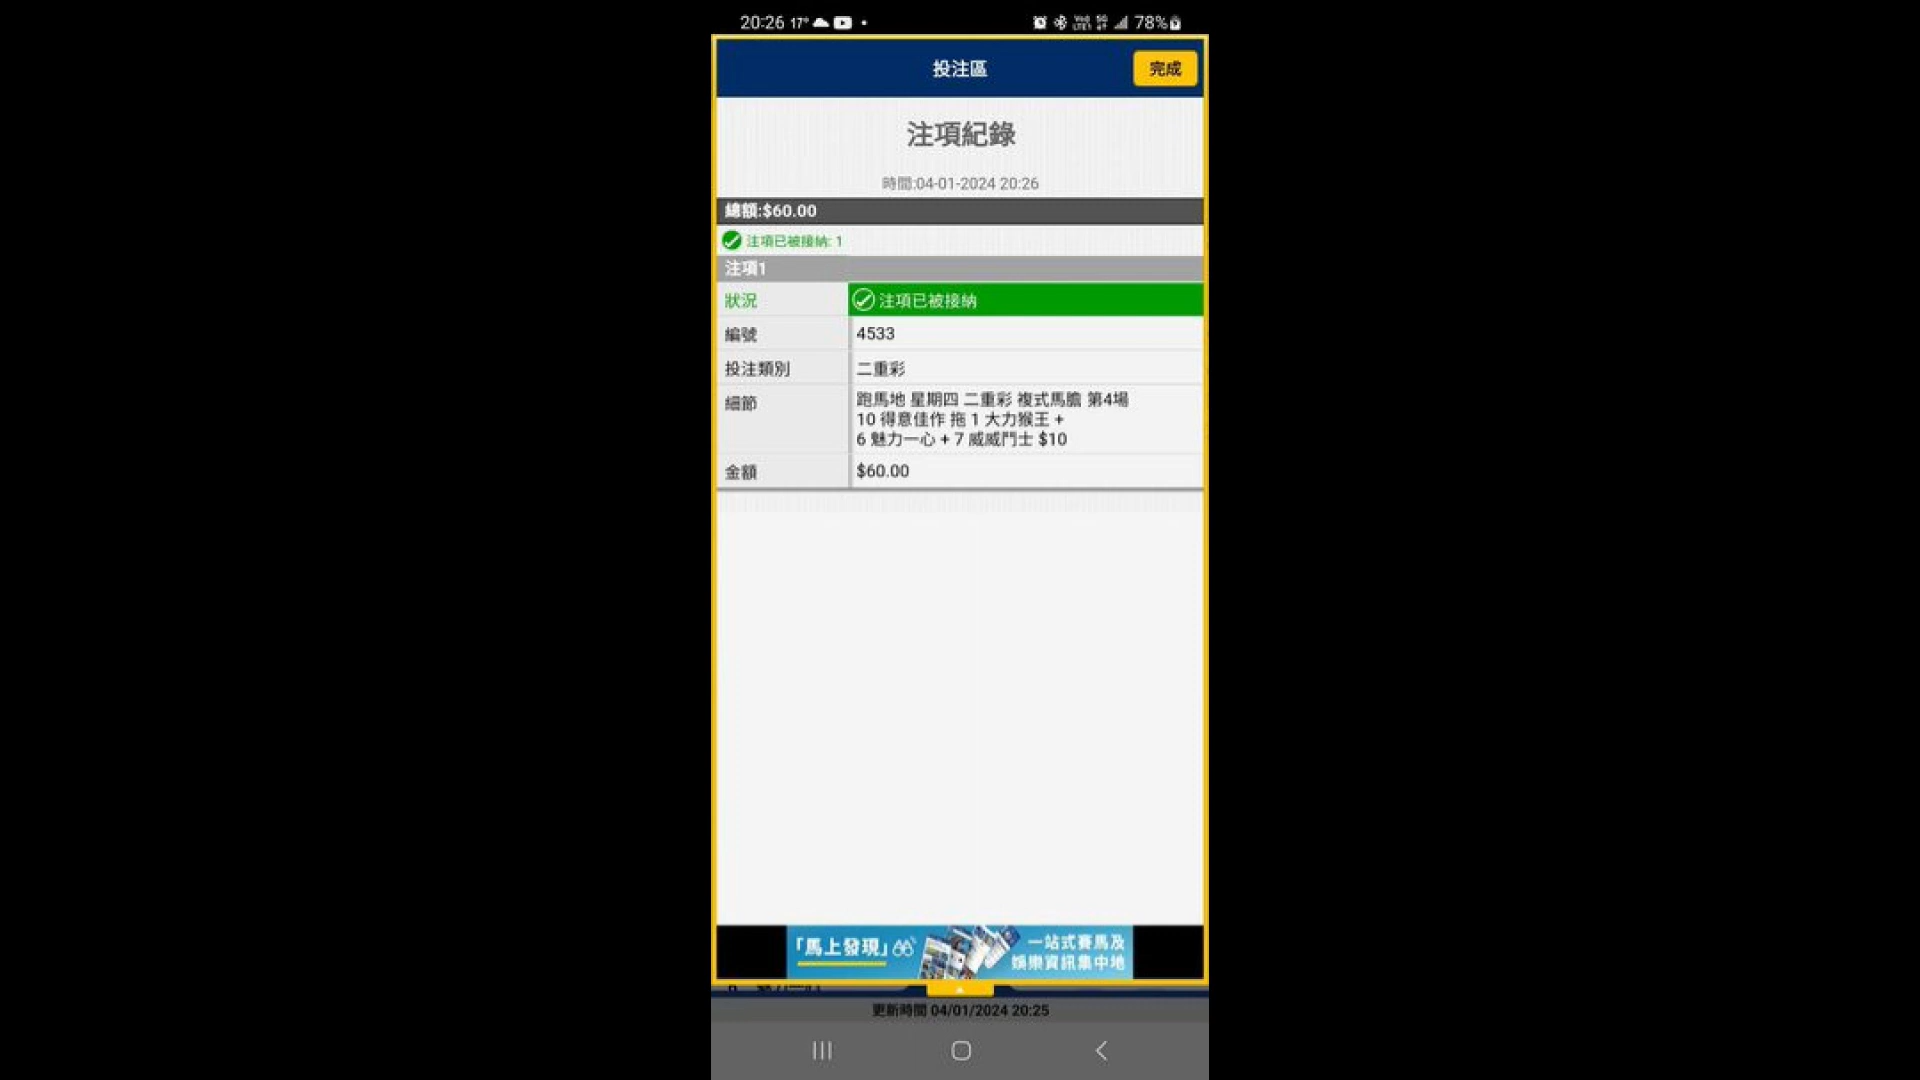 20:26 17° 78%
投注區 完成
注項紀錄
時間:04-01-2024 20:26
總額:$60.00
注項已被接納: 1
注項1
狀況 注項已被接納
編號 4533
投注類別 二重彩
細節 跑馬地 星期四 二重彩 複式馬膽 第4場
10 得意佳作 拖 1 大力猴王 +
6 魅力一心 + 7 威威鬥士 $10
金額 $60.00
「馬上發現」 一站式賽馬及
娛樂資訊集中地
更新時間 04/01/2024 20:25